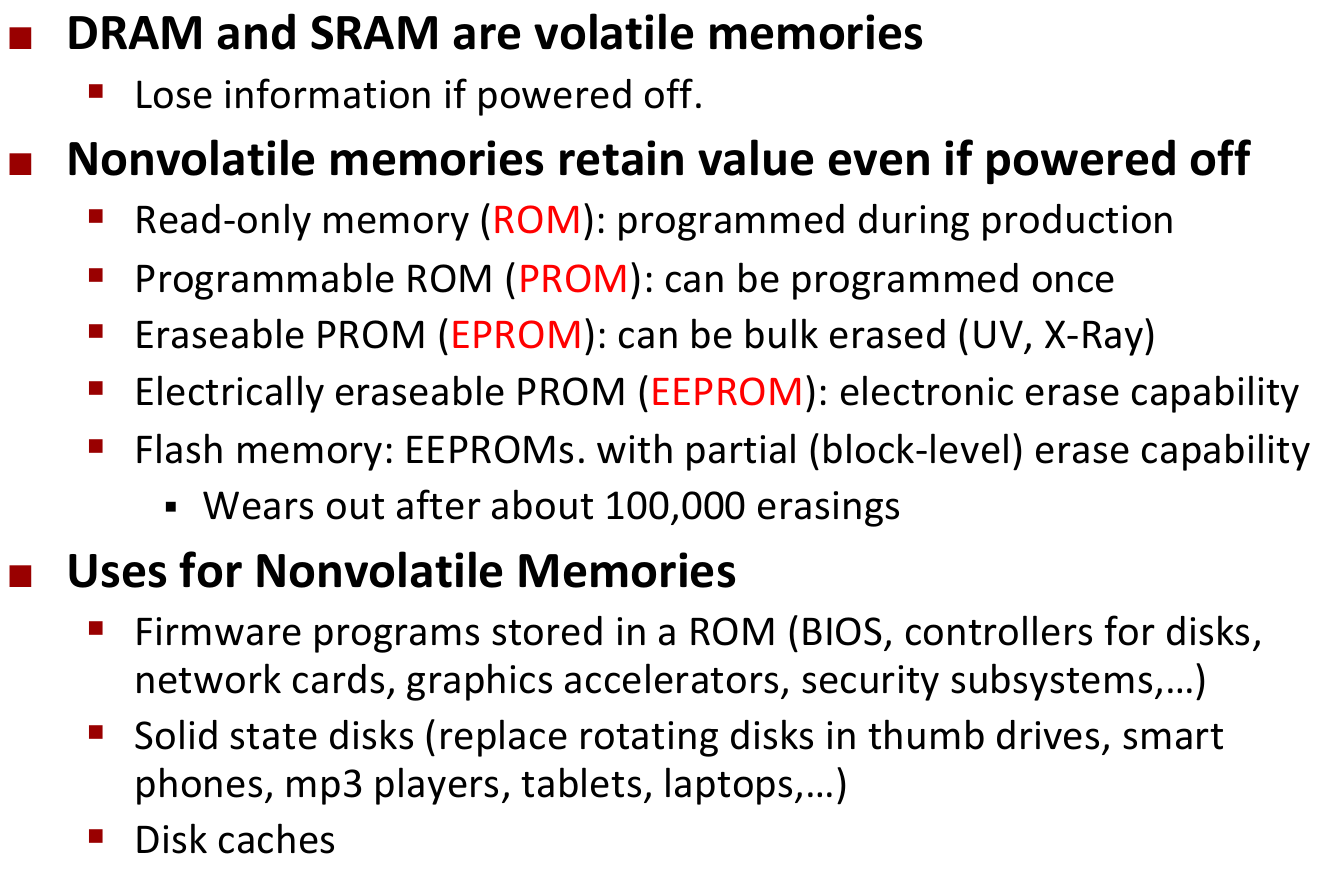 DRAM and SRAM are volatile memories
Lose information if powered off.
Nonvolatile memories retain value even if powered off
Read-only memory (ROM): programmed during production
Programmable ROM (PROM): can be programmed once
Eraseable PROM (EPROM): can be bulk erased (UV, X-Ray)
Electrically eraseable PROM (EEPROM): electronic erase capability
Flash memory: EEPROMs. with partial (block-level) erase capability
Wears out after about 100,000 erasings
Uses for Nonvolatile Memories
Firmware programs stored in a ROM (BIOS, controllers for disks,
network cards, graphics accelerators, security subsystems,…)
Solid state disks (replace rotating disks in thumb drives, smart
phones, mp3 players, tablets, laptops,…)
Disk caches